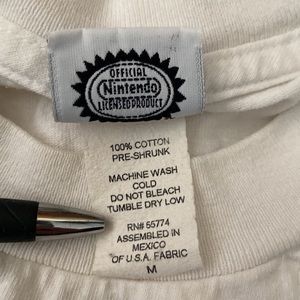 OFFICIAL
Nintendo
LICENSED PRODUCT
100% COTTON
PRE-SHRUNK
MACHINE WASH
COLD
DO NOT BLEACH
TUMBLE DRY LOW
RN# 55774
ASSEMBLED IN
MEXICO
OF U.S.A. FABRIC
M